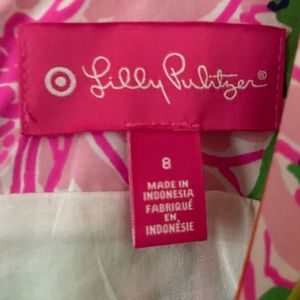 Lilly Pulitzer®
8
MADE IN
INDONESIA
FABRIQUÉ
EN
INDONÉSIE